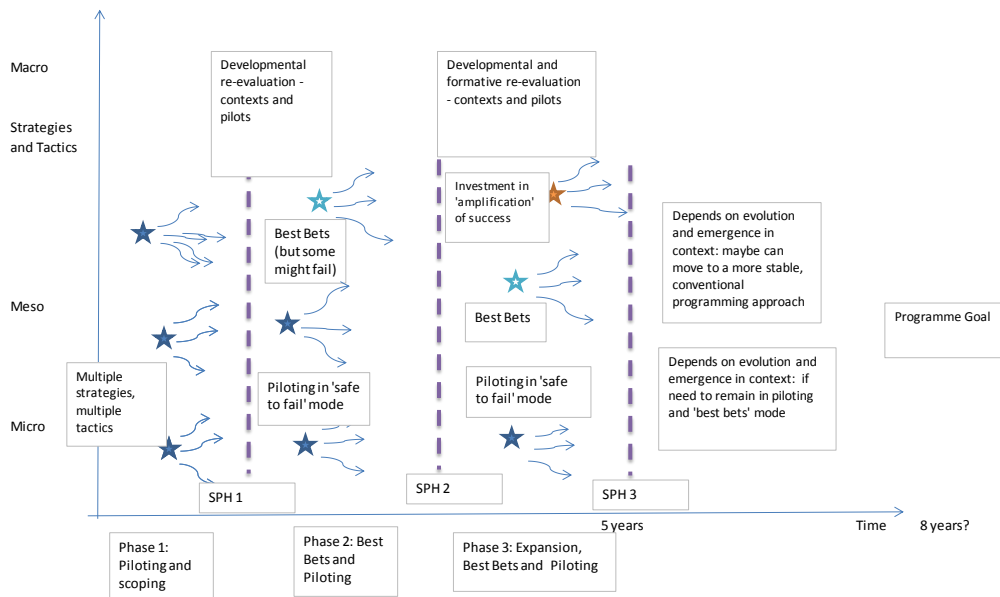 Macro
Strategies
and Tactics
Meso
Micro
Developmental
re-evaluation -
contexts and
pilots
Developmental and
formative re-evaluation
- contexts and pilots
Best Bets
(but some
might fail)
Investment in
'amplification'
of success
Depends on evolution
and emergence in
context: maybe can
move to a more stable,
conventional
programming approach
Programme Goal
Best Bets
Multiple
strategies,
multiple
tactics
Piloting in 'safe
to fail' mode
Piloting in 'safe
to fail' mode
Depends on evolution and
emergence in context:  if
need to remain in piloting
and 'best bets' mode
SPH 1
SPH 2
SPH 3
5 years
Time
8 years?
Phase 1:
Piloting and
scoping
Phase 2: Best
Bets and
Piloting
Phase 3: Expansion,
Best Bets and  Piloting